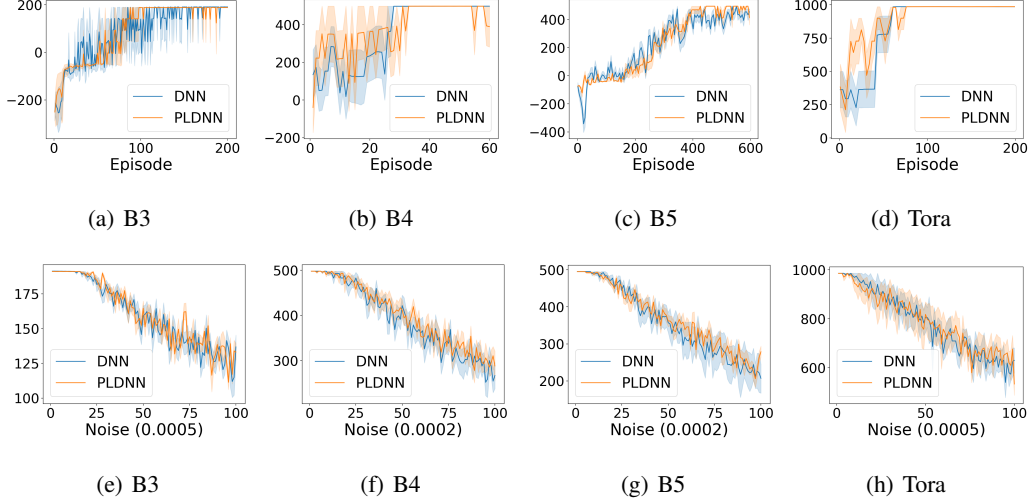 200
0
−200
DNN
PLDNN
0
100
200
Episode
(a) B3
400
200
0
−200
DNN
PLDNN
0
20
40
60
Episode
(b) B4
400
200
0
−200
−400
DNN
PLDNN
0
200
400
600
Episode
(c) B5
1000
750
500
250
0
DNN
PLDNN
0
100
200
Episode
(d) Tora
175
150
125
100
DNN
PLDNN
0
25
50
75
100
Noise (0.0005)
(e) B3
500
400
300
DNN
PLDNN
0
25
50
75
100
Noise (0.0002)
(f) B4
500
400
300
200
DNN
PLDNN
0
25
50
75
100
Noise (0.0002)
(g) B5
1000
800
600
DNN
PLDNN
0
50
100
Noise (0.0005)
(h) Tora